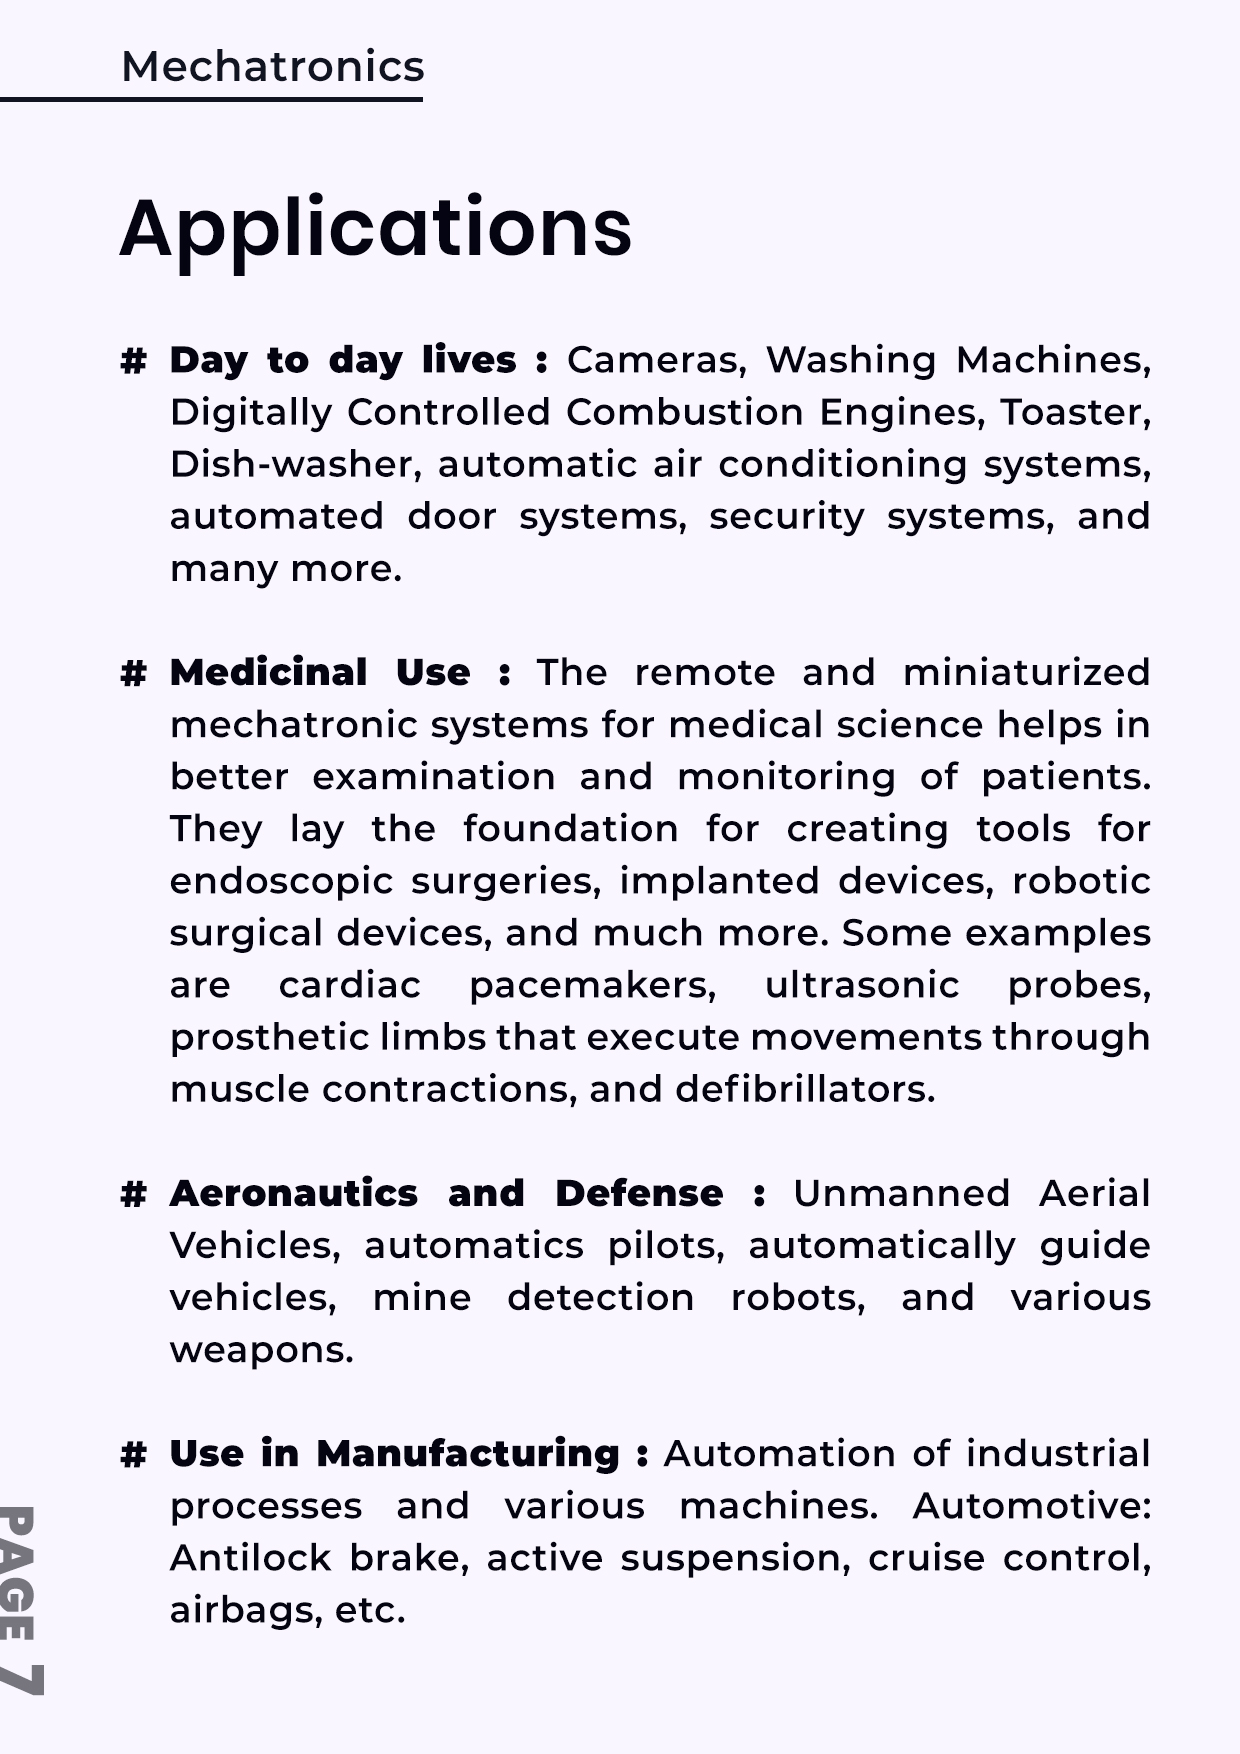 Mechatronics
Applications
# Day to day lives : Cameras, Washing Machines,
Digitally Controlled Combustion Engines, Toaster,
Dish-washer, automatic air conditioning systems,
automated door systems, security systems, and
many more.
# Medicinal Use : The remote and miniaturized
mechatronic systems for medical science helps in
better examination and monitoring of patients.
They lay the foundation for creating tools for
endoscopic surgeries, implanted devices, robotic
surgical devices, and much more. Some examples
are cardiac pacemakers, ultrasonic probes,
prosthetic limbs that execute movements through
muscle contractions, and defibrillators.
# Aeronautics and Defense : Unmanned Aerial
Vehicles, automatics pilots, automatically guide
vehicles, mine detection robots, and various
weapons.
# Use in Manufacturing : Automation of industrial
processes and various machines. Automotive:
Antilock brake, active suspension, cruise control,
airbags, etc.
PAGE 7